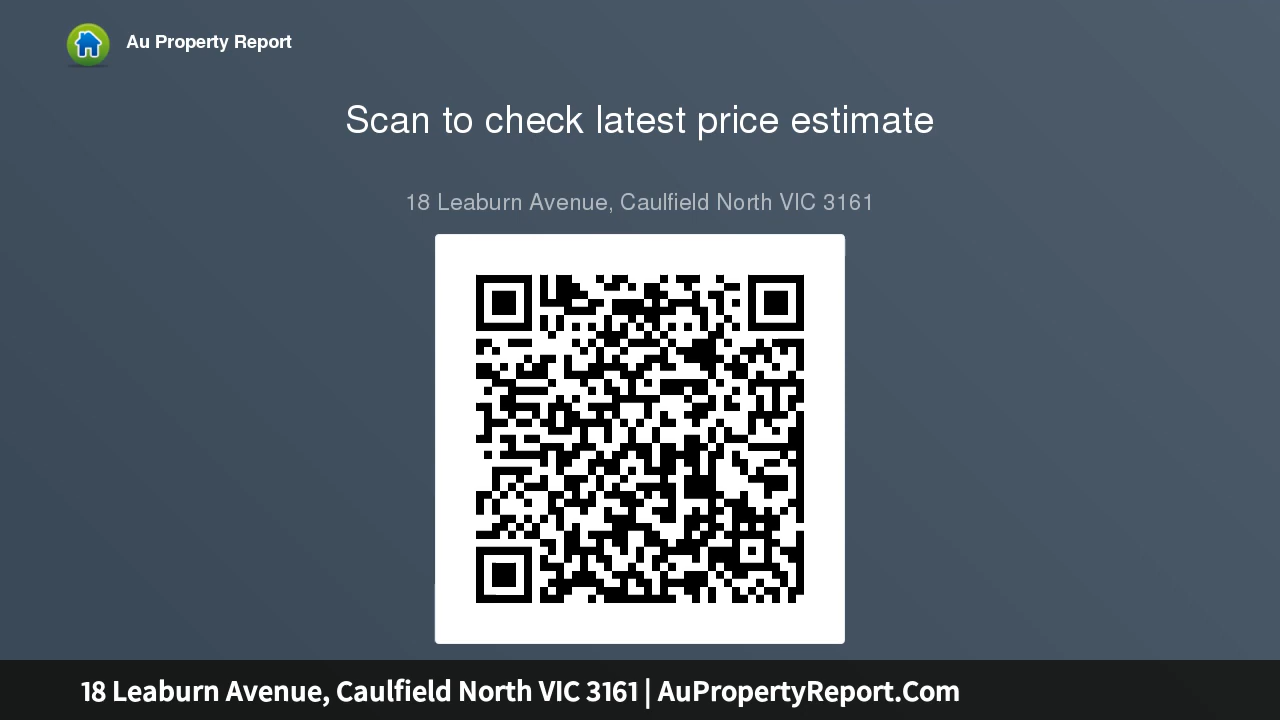 Au Property Report
Scan to check latest price estimate
18 Leaburn Avenue, Caulfield North VIC 3161
18 Leaburn Avenue, Caulfield North VIC 3161 | AuPropertyReport.Com